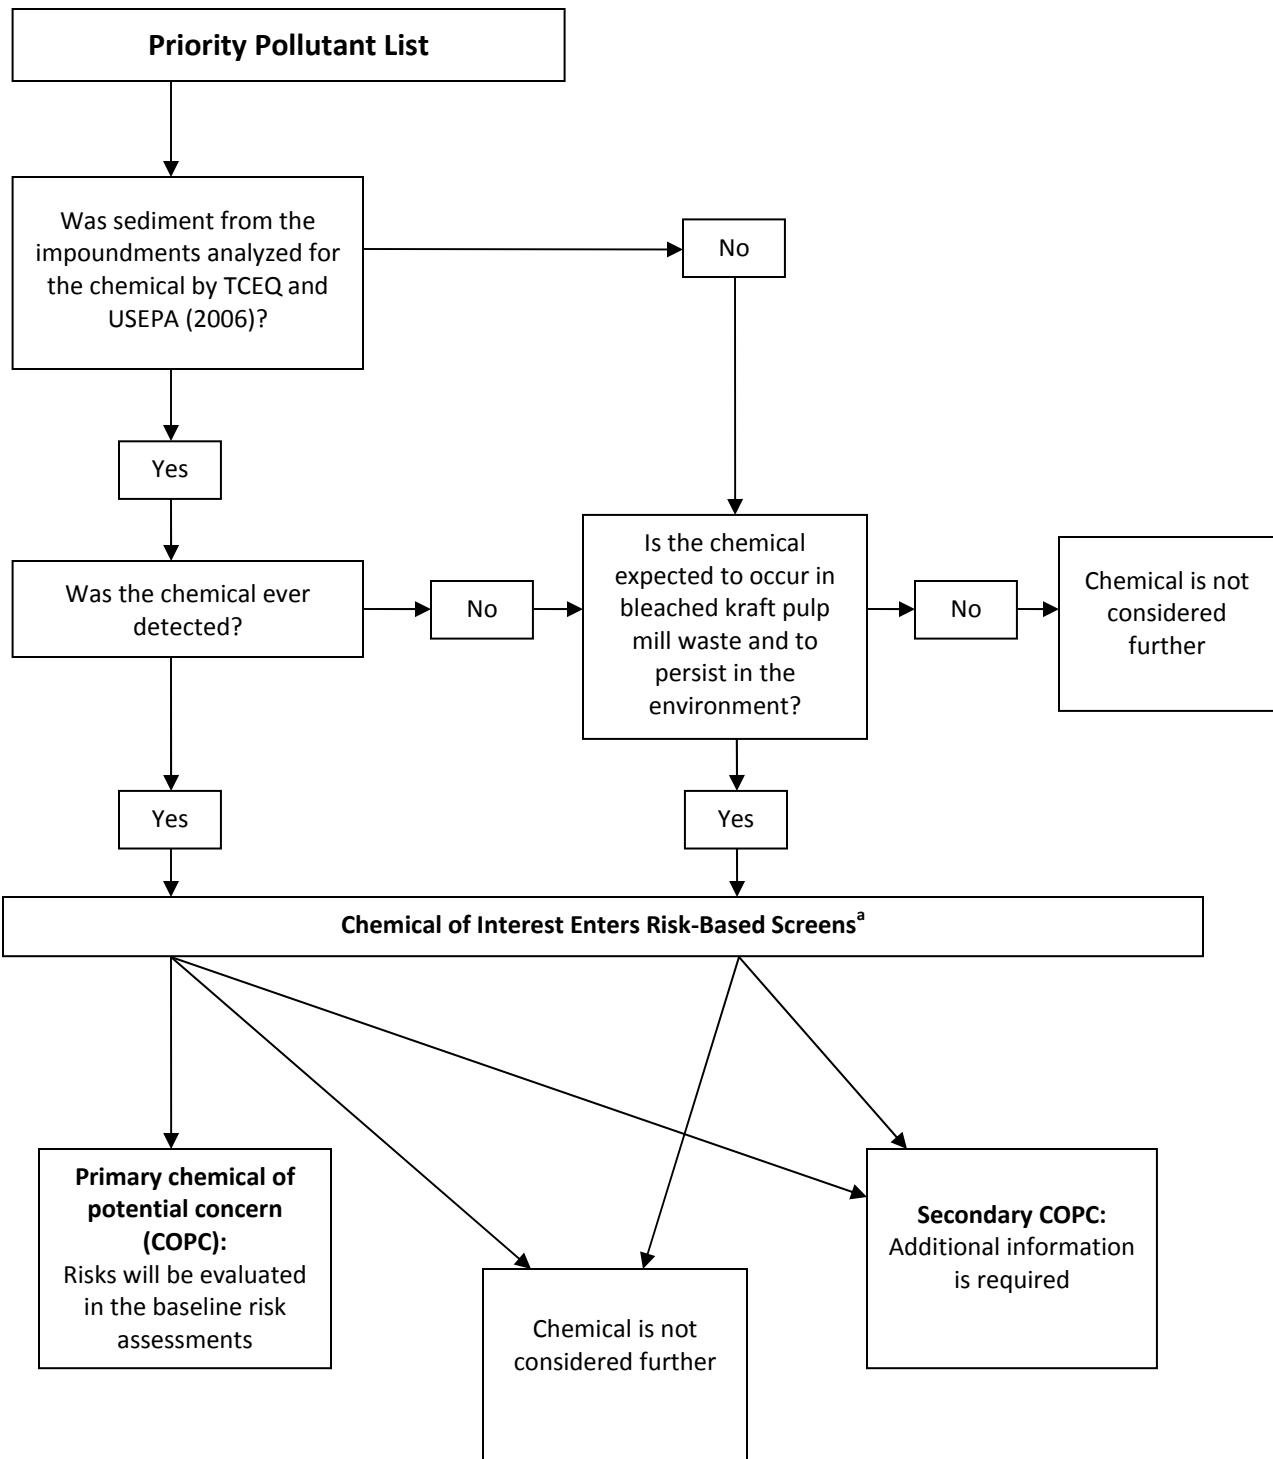 Priority Pollutant List
Was sediment from the
impoundments analyzed for
the chemical by TCEQ and
USEPA (2006)?
No
Yes
Was the chemical ever
detected?
No
Is the chemical
expected to occur in
bleached kraft pulp
mill waste and to
persist in the
environment?
No
Chemical is not
considered
further
Yes
Yes
Chemical of Interest Enters Risk-Based Screensa
Primary chemical of
potential concern
(COPC):
Risks will be evaluated
in the baseline risk
assessments
Chemical is not
considered further
Secondary COPC:
Additional information
is required